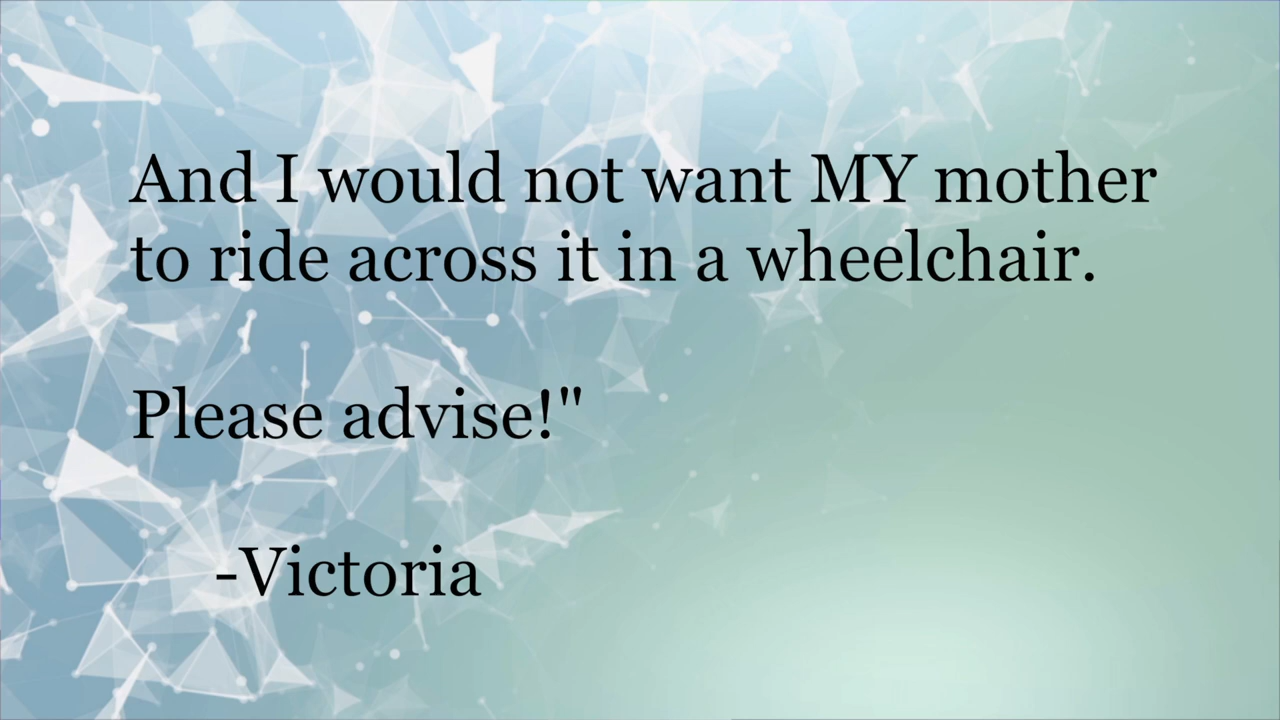 And I would not want MY mother
to ride across it in a wheelchair.
Please advise!"
-Victoria